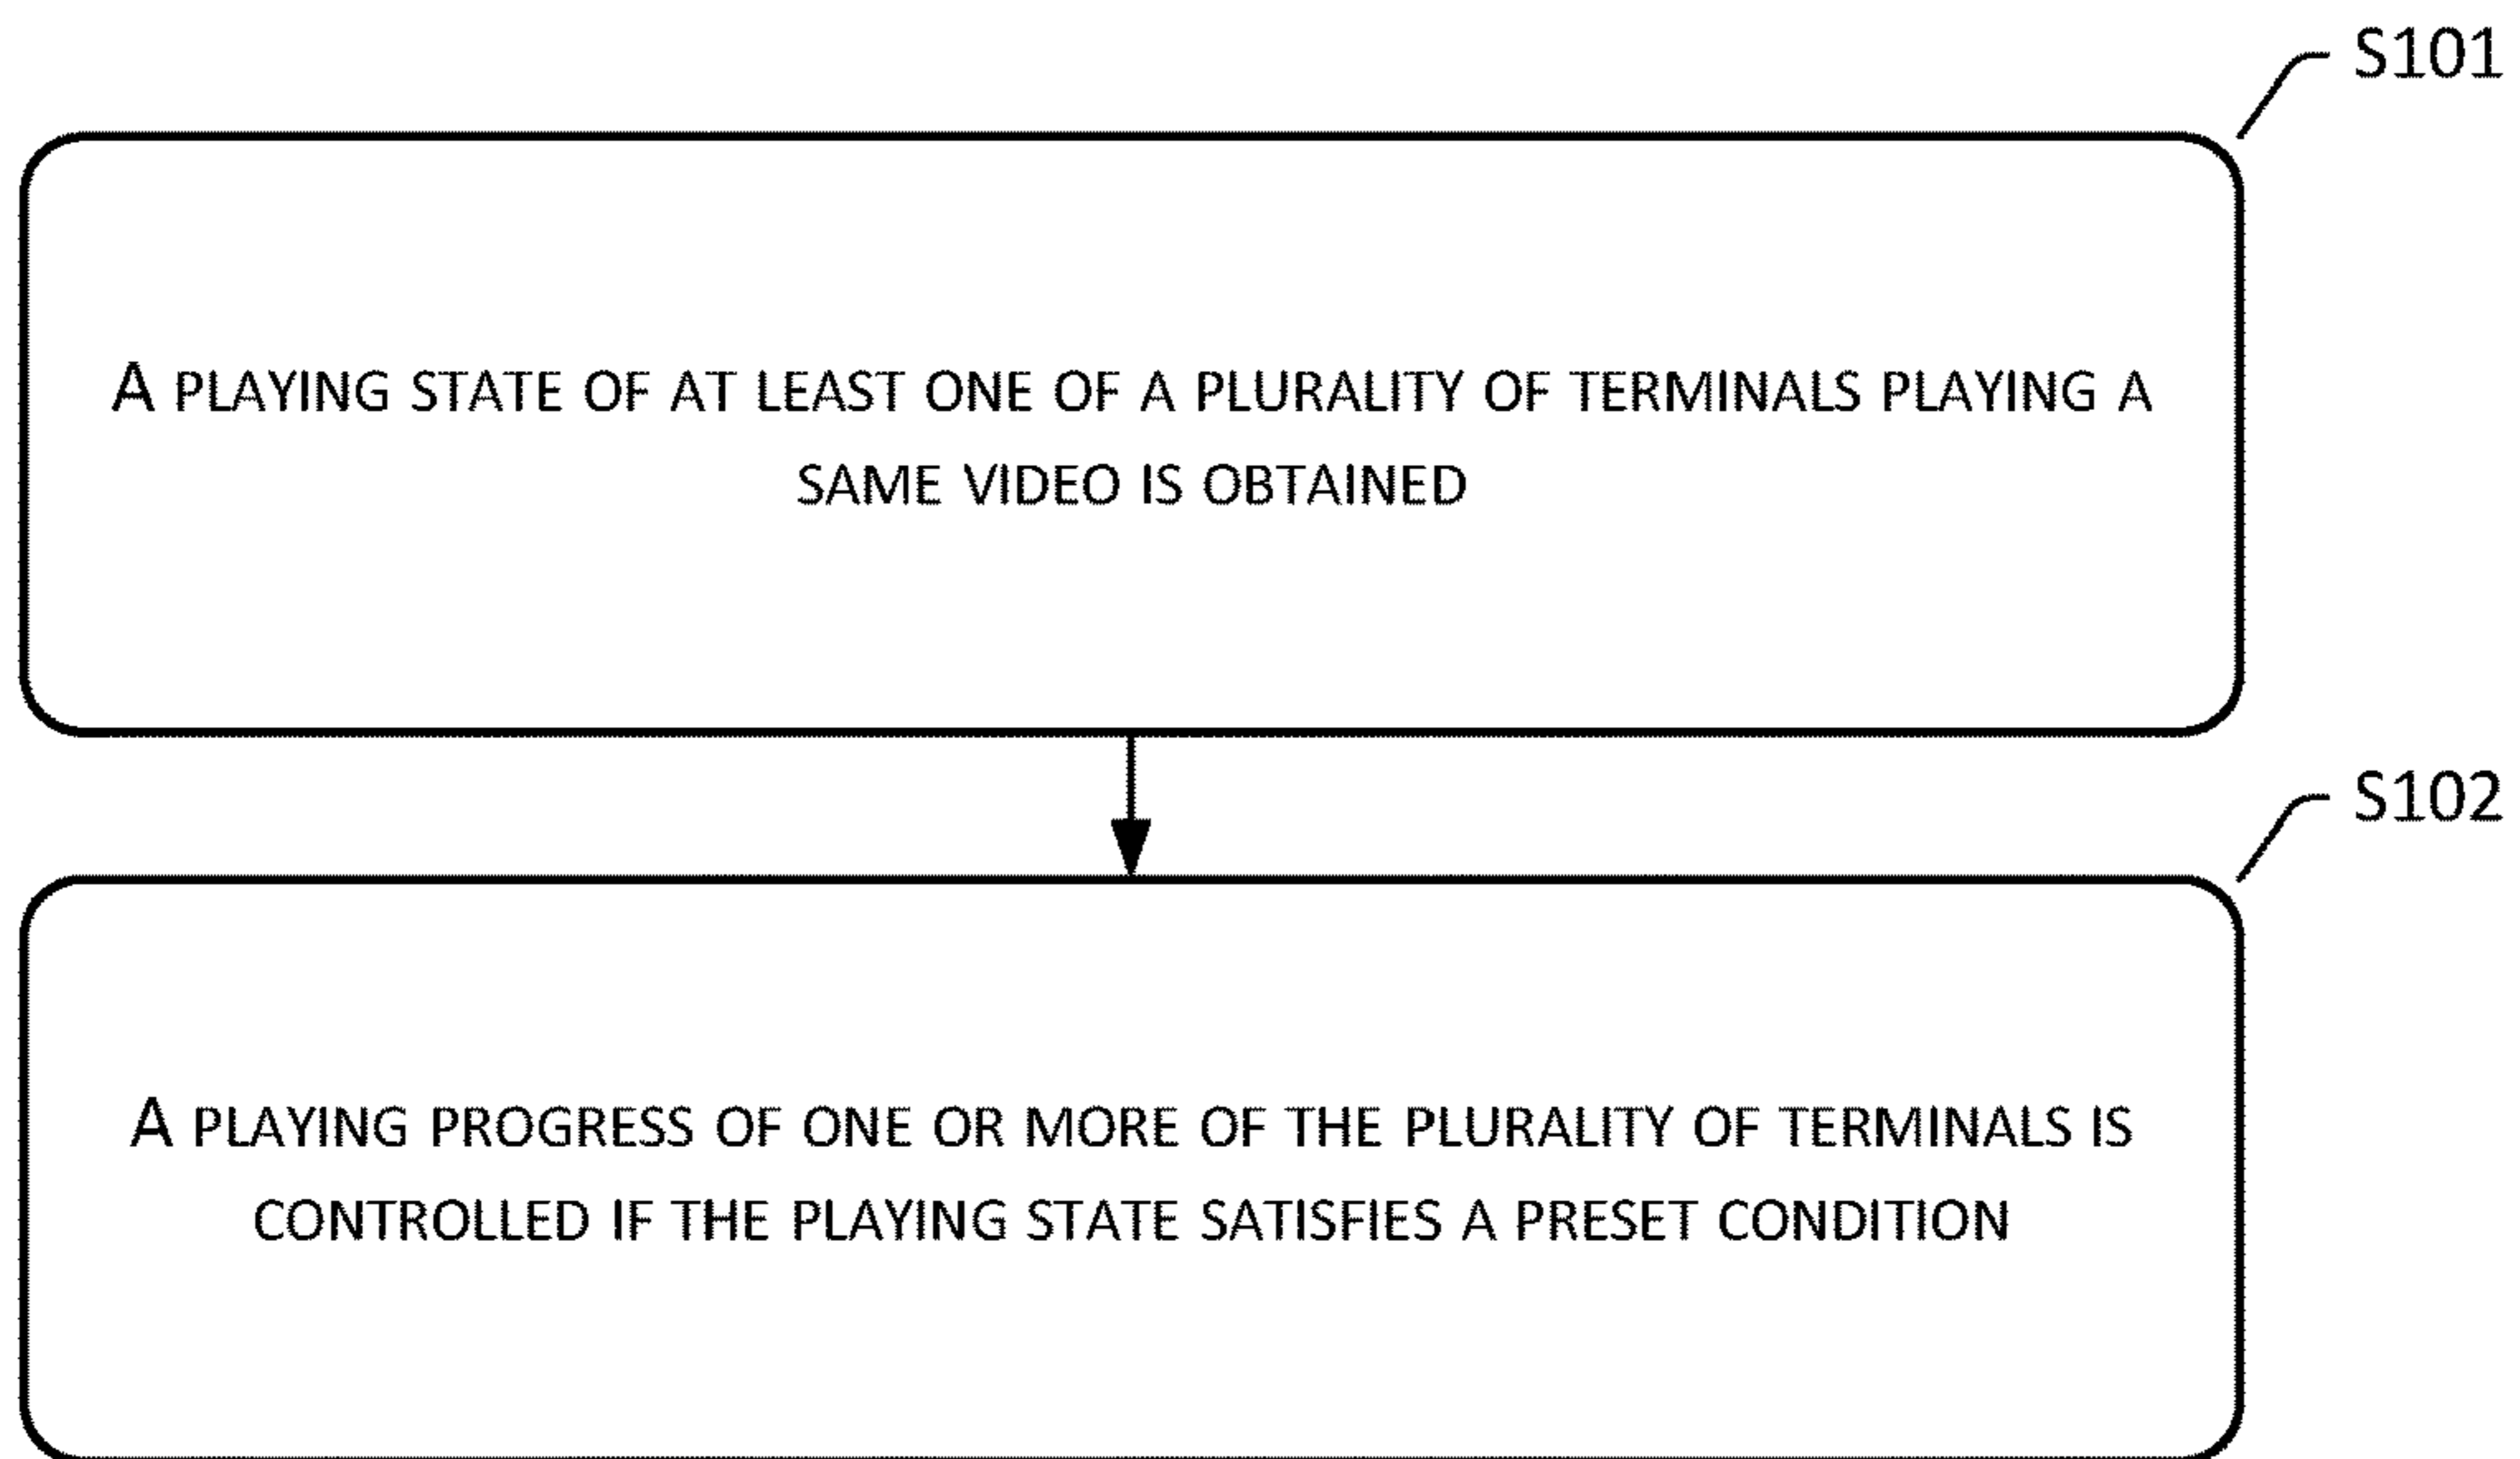 S101
A PLAYING STATE OF AT LEAST ONE OF A PLURALITY OF TERMINALS PLAYING A
SAME VIDEO IS OBTAINED
S102
A PLAYING PROGRESS OF ONE OR MORE OF THE PLURALITY OF TERMINALS IS
CONTROLLED IF THE PLAYING STATE SATISFIES A PRESET CONDITION